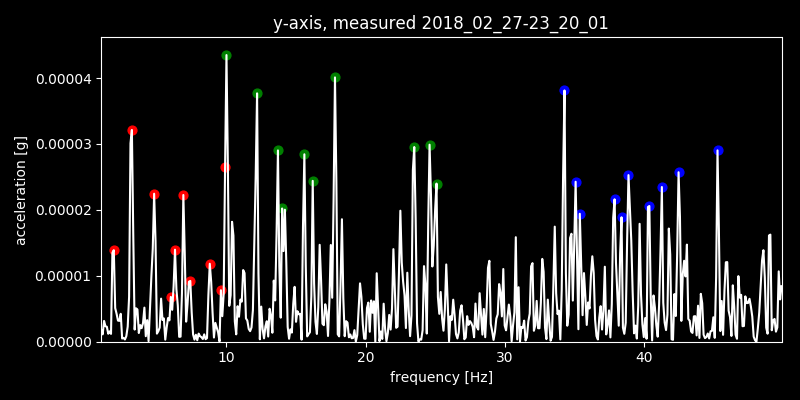 y-axis, measured 2018_02_27-23_20_01
acceleration [g]
0.00004
0.00003
0.00002
0.00001
0.00000
10 20 30 40
frequency [Hz]